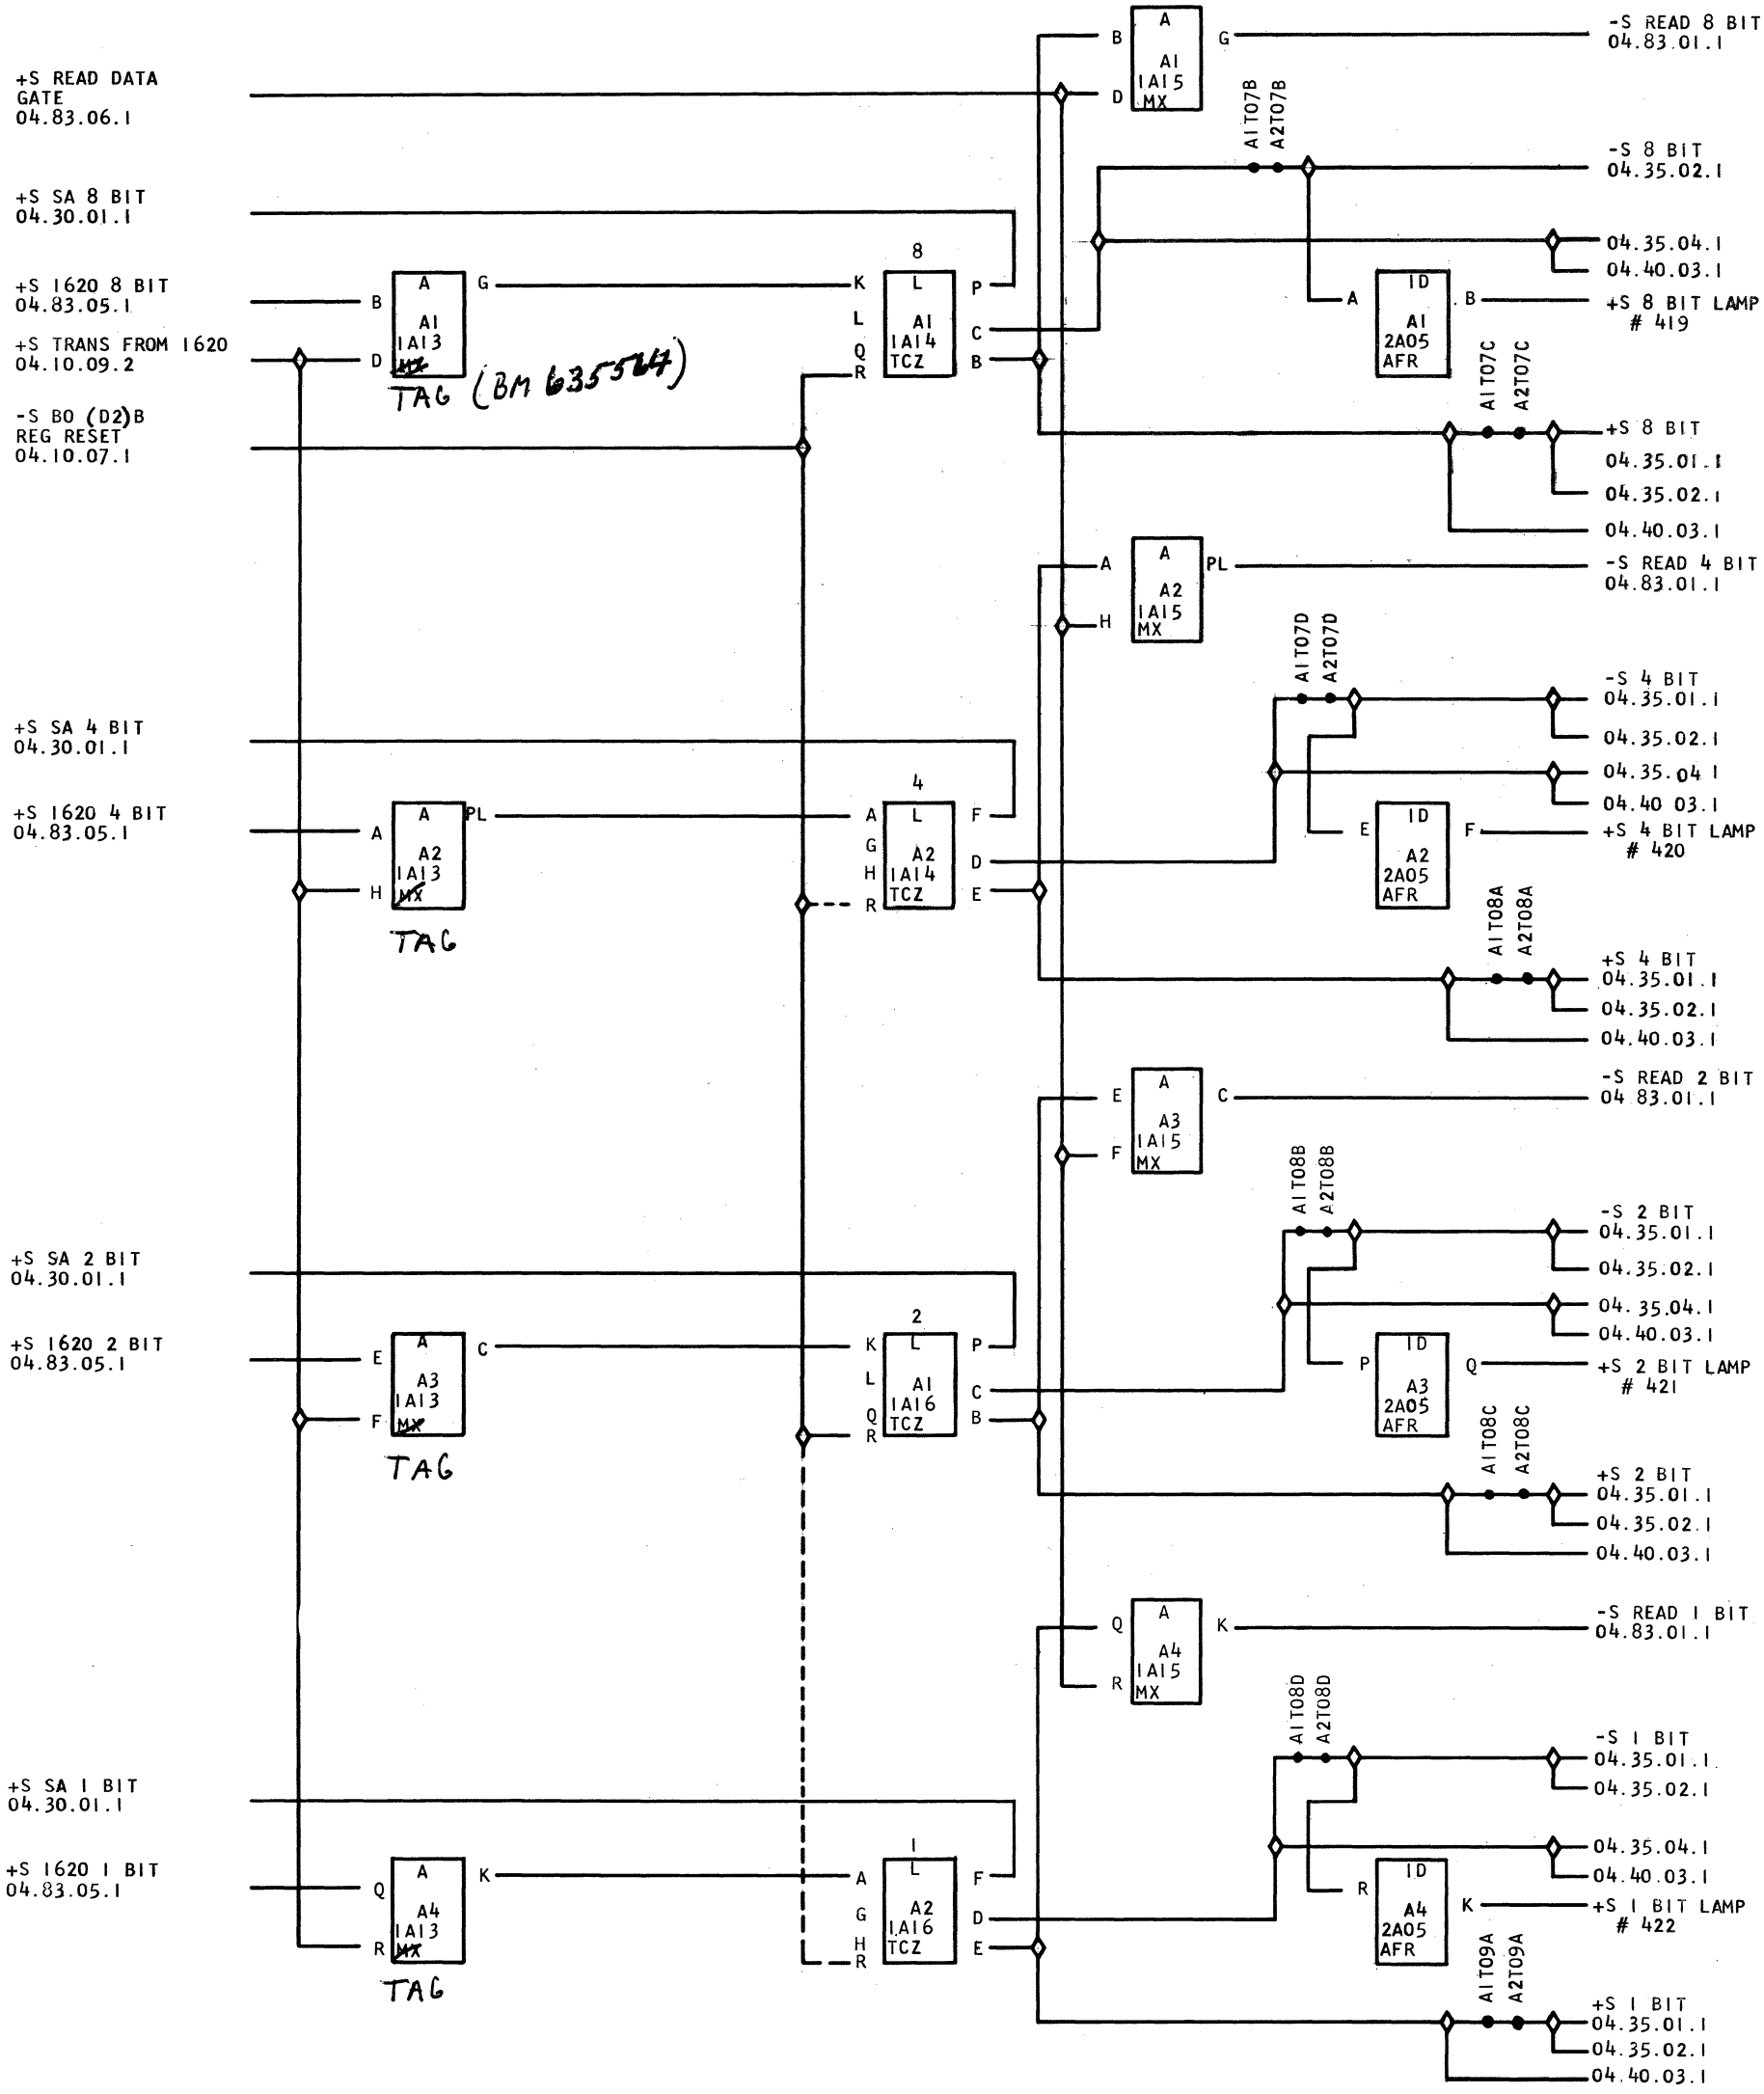 -S READ 8 BIT
04.83.01.1
B
A
G
A1
1A15
MX
D
+S READ DATA
GATE
04.83.06.1
A1T07B
A2T07B
-S 8 BIT
04.35.02.1
+S SA 8 BIT
04.30.01.1
04.35.04.1
04.40.03.1
+S 1620 8 BIT
04.83.05.1
B
A
G
A1
1A13
D
+S TRANS FROM 1620
04.10.09.2
TAG (BM 635564)
8
K
L
P
L
A1
1A14
C
Q
TCZ
B
R
A
ID
B
A1
2A05
AFR
+S 8 BIT LAMP
# 419
-S BO (D2)B
REG RESET
04.10.07.1
A1T07C
A2T07C
+S 8 BIT
04.35.01.1
04.35.02.1
04.40.03.1
A
A
PL
A2
1A15
H
MX
-S READ 4 BIT
04.83.01.1
A1T07D
A2T07D
-S 4 BIT
04.35.01.1
04.35.02.1
04.35.04 1
04.40 03.1
+S SA 4 BIT
04.30.01.1
+S 1620 4 BIT
04.83.05.1
A
A
PL
A2
1A13
H
MX
TAG
4
A
L
F
G
A2
D
H
1A14
TCZ
E
R
E
ID
F
A2
2A05
AFR
+S 4 BIT LAMP
# 420
A1T08A
A2T08A
+S 4 BIT
04.35.01.1
04.35.02.1
04.40.03.1
E
A
C
A3
1A15
F
MX
-S READ 2 BIT
04 83.01.1
A1T08B
A2T08B
-S 2 BIT
04.35.01.1
04.35.02.1
04.35.04.1
04.40.03.1
+S SA 2 BIT
04.30.01.1
+S 1620 2 BIT
04.83.05.1
E
A
C
A3
1A13
F
MX
TAG
2
K
L
P
L
A1
C
1A16
Q
TCZ
B
R
P
ID
Q
A3
2A05
AFR
+S 2 BIT LAMP
# 421
A1T08C
A2T08C
+S 2 BIT
04.35.01.1
04.35.02.1
04.40.03.1
Q
A
K
A4
1A15
R
MX
-S READ 1 BIT
04.83.01.1
A1T08D
A2T08D
-S 1 BIT
04.35.01.1
04.35.02.1
04.35.04.1
04.40.03.1
+S SA 1 BIT
04.30.01.1
+S 1620 1 BIT
04.83.05.1
Q
A
K
A4
1A13
R
MX
TAG
1
A
L
F
G
A2
D
1A16
H
TCZ
E
R
R
ID
K
A4
2A05
AFR
+S 1 BIT LAMP
# 422
A1T09A
A2T09A
+S 1 BIT
04.35.01.1
04.35.02.1
04.40.03.1